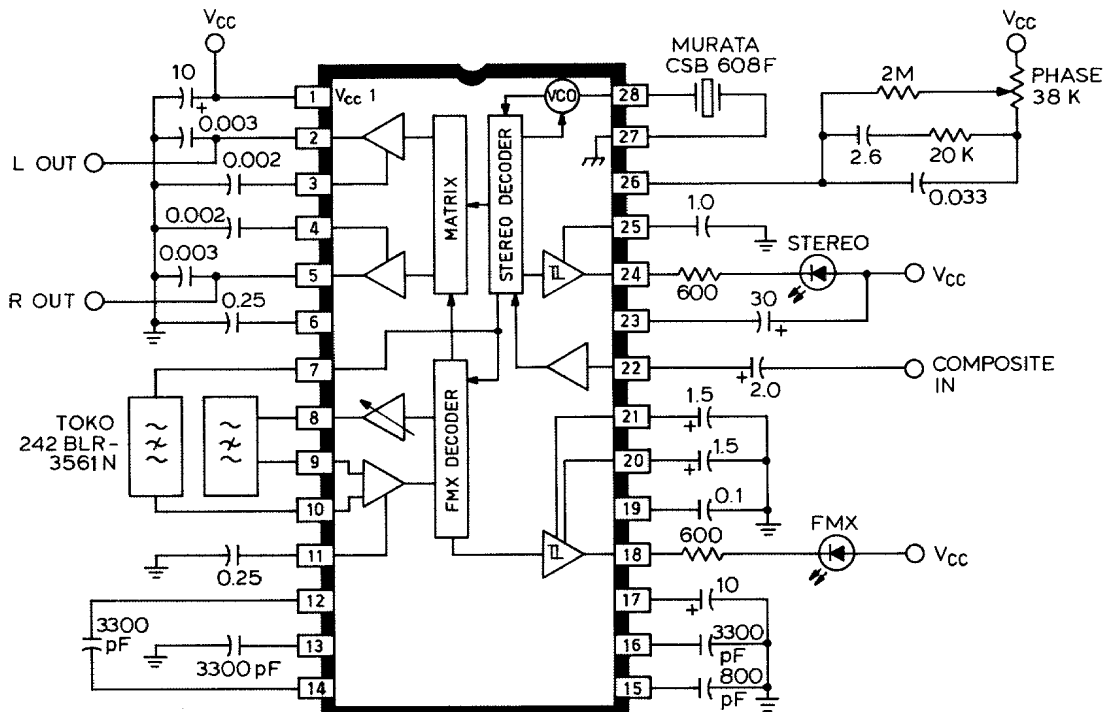 VCC
10
+
1
VCC 1
0.003
2
L OUT
0.002
3
0.002
4
0.003
5
R OUT
0.25
6
7
TOKO
242 BLR-
3561N
8
9
10
0.25
11
12
3300
pF
13
3300 pF
14
MATRIX
STEREO DECODER
VCO
FMX DECODER
MURATA
CSB 608F
28
27
26
VCC
2M
PHASE
38 K
2.6
20 K
0.033
25
1.0
STEREO
24
600
VCC
30
+
23
22
+
2.0
COMPOSITE
IN
21
1.5
+
20
1.5
+
19
0.1
18
600
FMX
VCC
17
10
+
16
3300
pF
15
800
pF